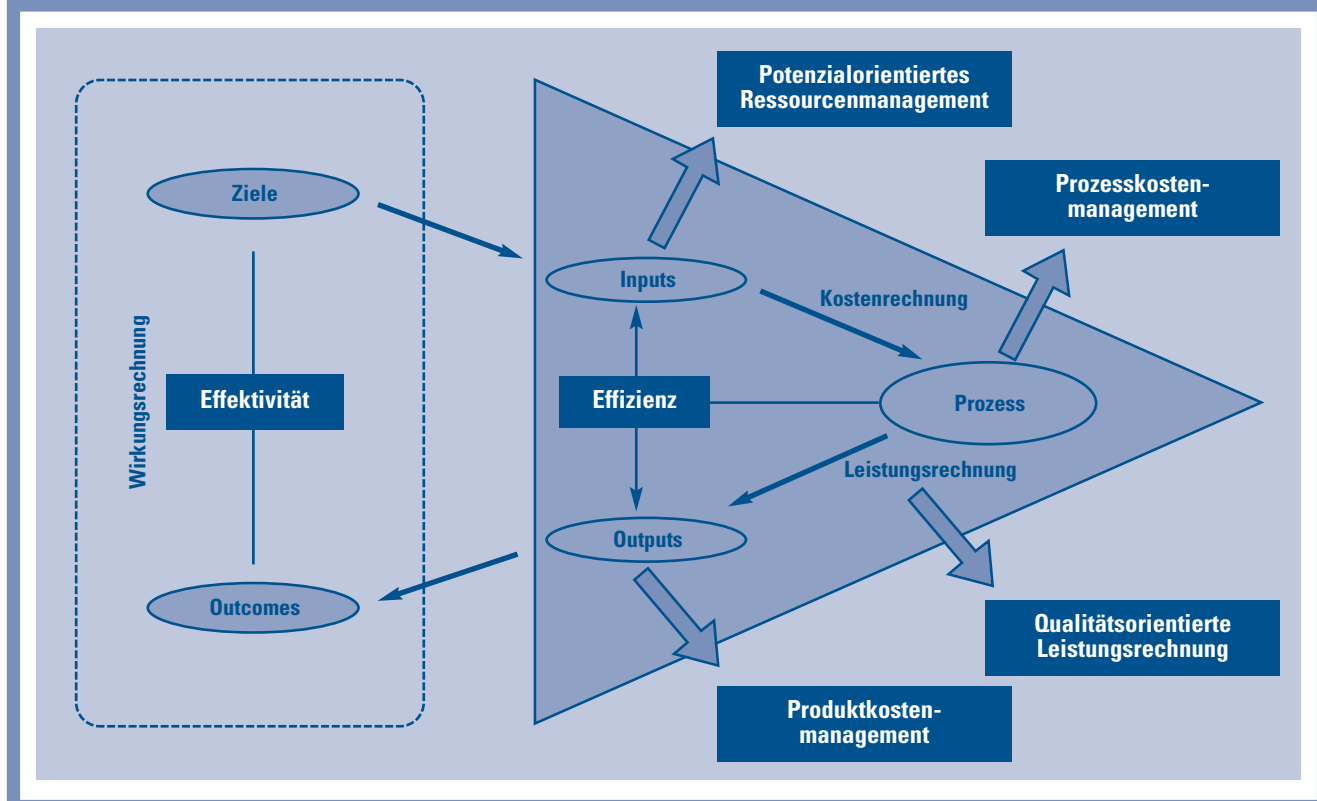 Potenzialorientiertes
Ressourcenmanagement
Ziele
Prozesskosten-
management
Inputs
Kostenrechnung
Wirkungsrechnung
Effektivität
Effizienz
Prozess
Leistungsrechnung
Outputs
Outcomes
Qualitätsorientierte
Leistungsrechnung
Produktkosten-
management